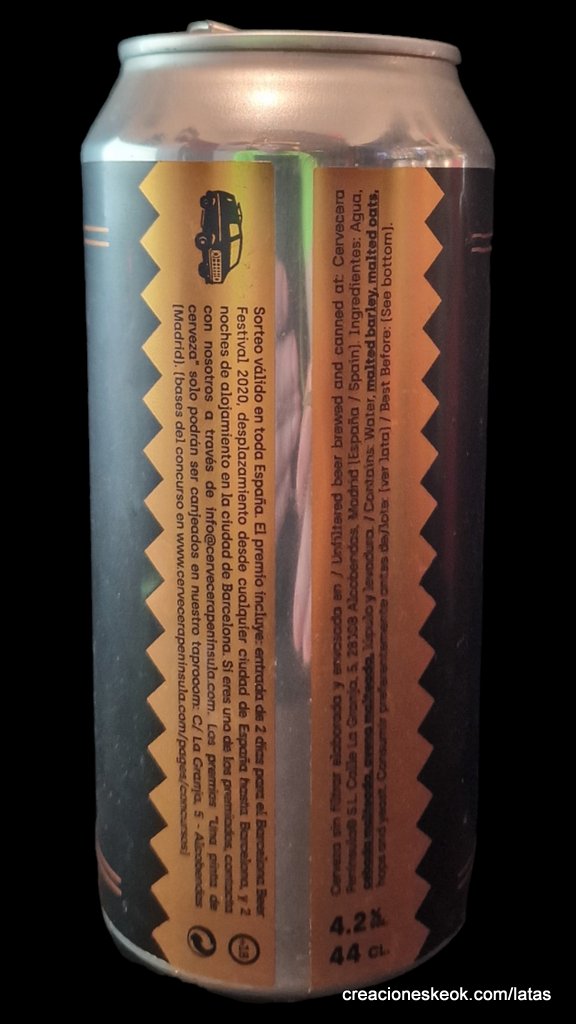 Sorteo válido en toda España. El premio incluye: entrada de 2 días para el Barcelona Beer
Festival 2020, desplazamiento desde cualquier ciudad de España hasta Barcelona, y 2
noches de alojamiento en la ciudad de Barcelona. Si eres uno de los premiados, contacta
con nosotros a través de info@cervecerapeninsula.com. Los premios "Una pinta de
cerveza" solo podrán ser canjeados en nuestro taprooom: C/ La Granja, 5 - Alcobendas
(Madrid). [bases del concurso en www.cervecerapeninsula.com/pages/concursos]
+18
Cerveza sin filtrar elaborada y envasada en / Unfiltered beer brewed and canned at: Cervecera
Península S.L Calle La Granja, 5 28108 Alcobendas, Madrid [España / Spain]. Ingredientes: Agua,
cebada malteada, avena malteada, lúpulo y levadura. / Contains: Water, malted barley, malted oats,
hops and yeast. Consumir preferentemente antes de/Lote: [ver lata] / Best Before: [See bottom].
4.2%
44 CL.
creacioneskeok.com/latas